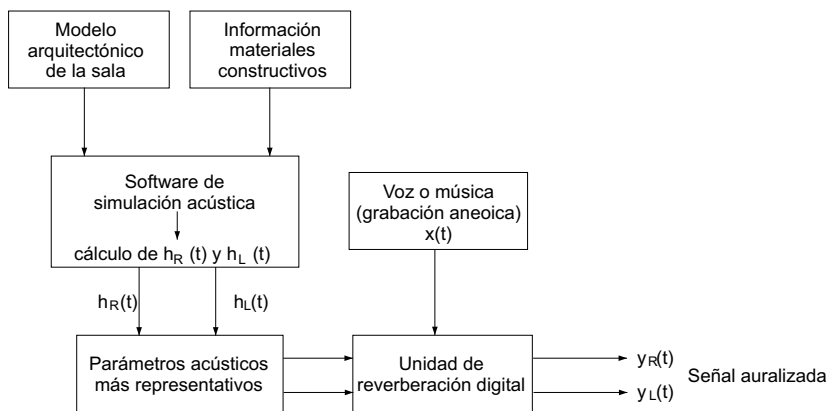 Modelo
arquitectónico
de la sala
Información
materiales
constructivos
Software de
simulación acústica
cálculo de hR (t) y hL (t)
Voz o música
(grabación aneoica)
x(t)
hR(t)
hL(t)
Parámetros acústicos
más representativos
Unidad de
reverberación digital
yR(t)
yL(t)
Señal auralizada